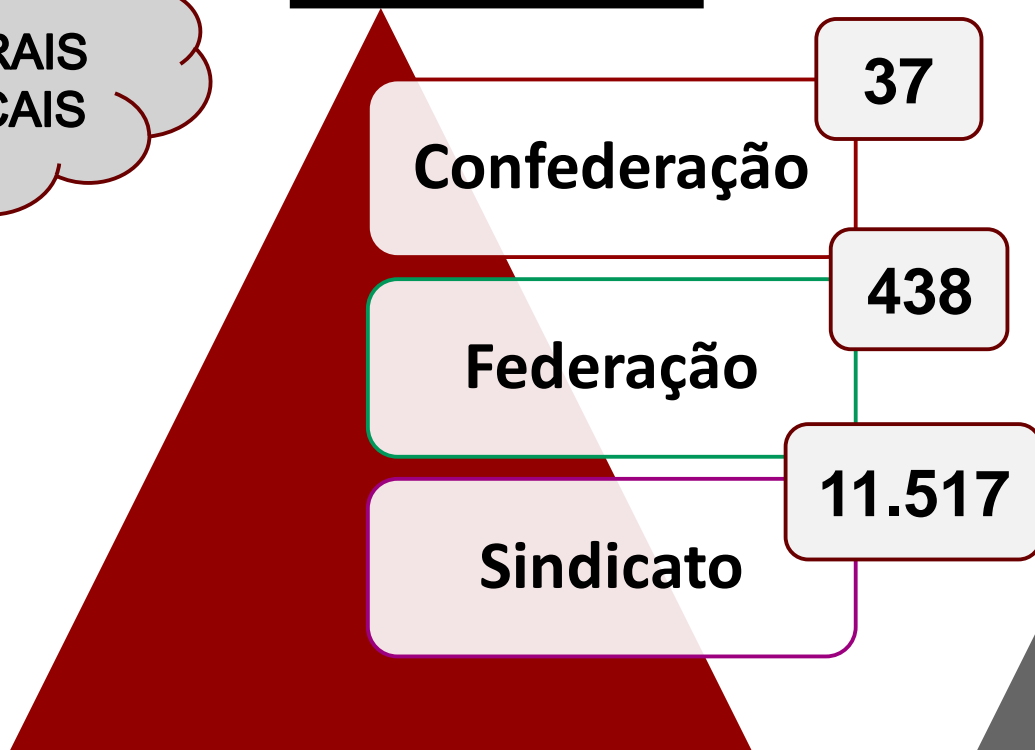 RAIS
CAIS
37
Confederação
438
Federação
11.517
Sindicato